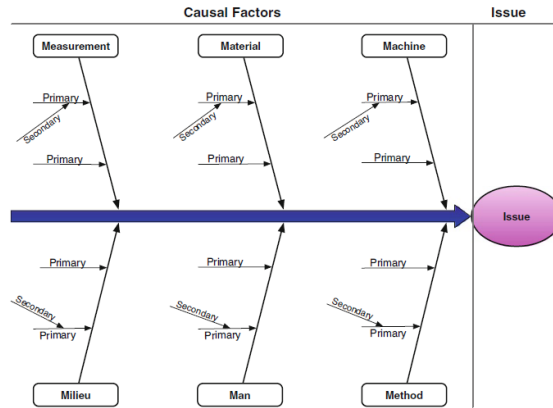 Causal Factors Issue
Measurement Material Machine
Primary Primary Primary
Secondary Secondary Secondary
Primary Primary Primary
Issue
Primary Primary Primary
Secondary Secondary Secondary
Primary Primary Primary
Milieu Man Method